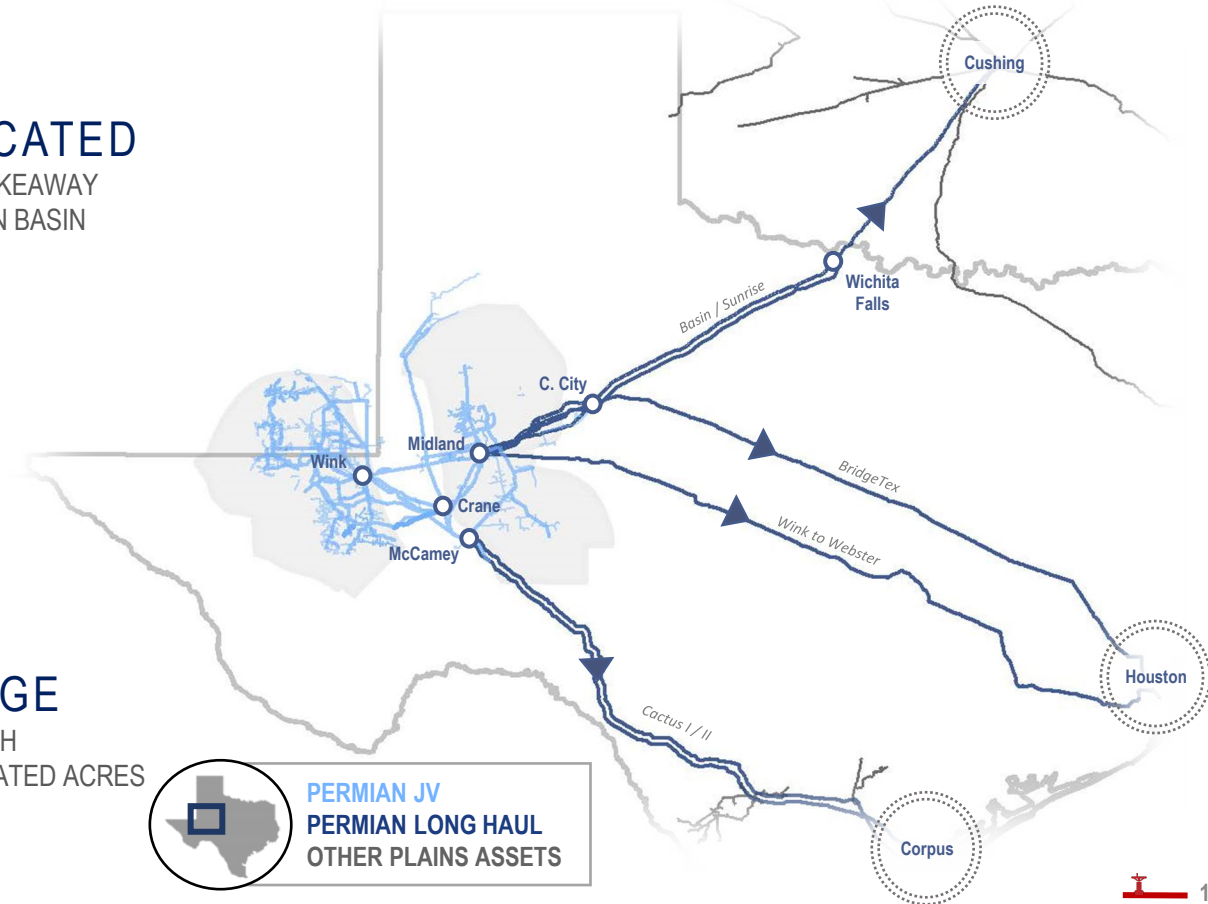 Cushing
CATED
KEAWAY
N BASIN
Wichita
Falls
Basin / Sunrise
C. City
Midland
Wink
BridgeTex
Crane
Wink to Webster
McCamey
Houston
GE
H
ATED ACRES
Cactus I / II
PERMIAN JV
PERMIAN LONG HAUL
OTHER PLAINS ASSETS
Corpus
1